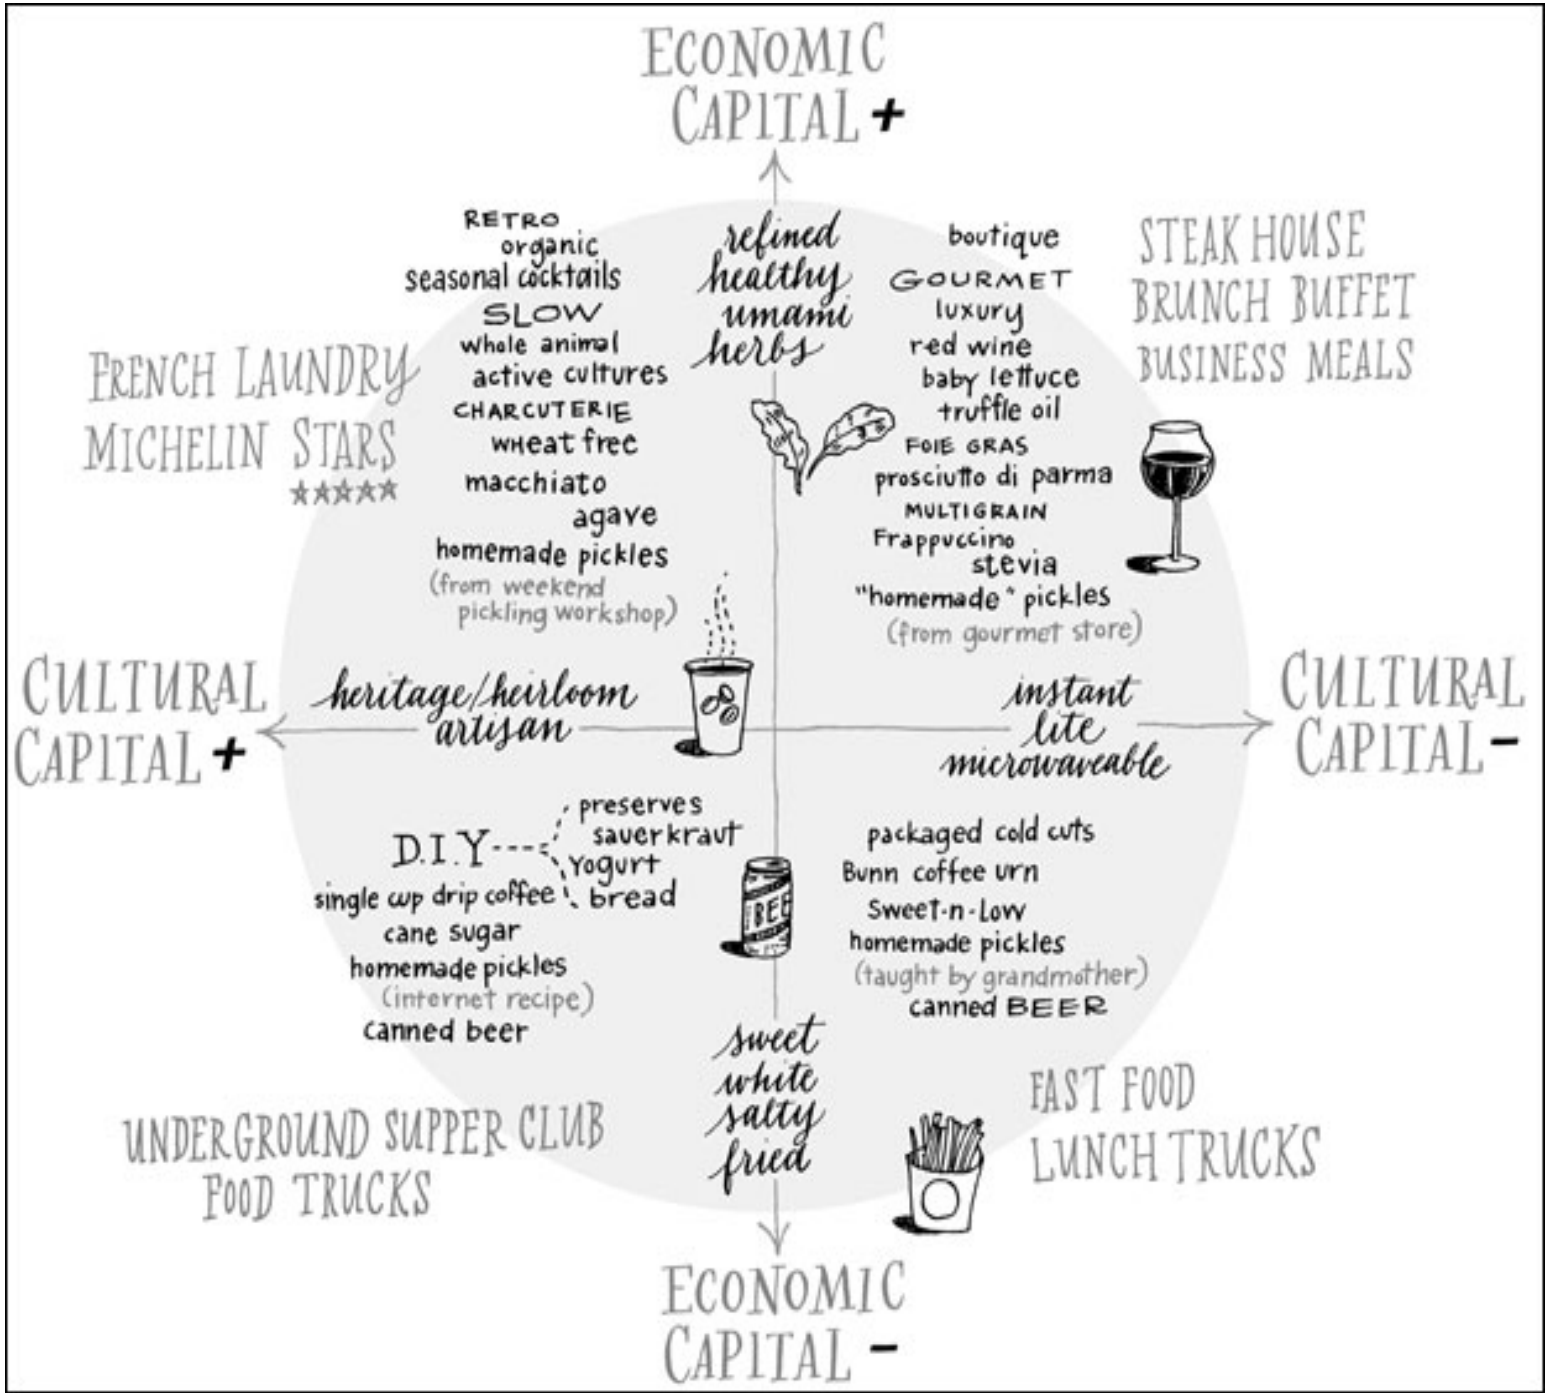 ECONOMIC
CAPITAL +
RETRO
organic
seasonal cocktails
SLOW
whole animal
active cultures
CHARCUTERIE
wheat free
macchiato
agave
homemade pickles
(from weekend
pickling workshop)
refined
healthy
umami
herbs
boutique
GOURMET
luxury
red wine
baby lettuce
truffle oil
FOIE GRAS
prosciutto di parma
MULTIGRAIN
Frappuccino
stevia
"homemade" pickles
(from gourmet store)
STEAK HOUSE
BRUNCH BUFFET
BUSINESS MEALS
FRENCH LAUNDRY
MICHELIN STARS
★★★★★
CULTURAL
CAPITAL +
heritage/heirloom
artisan
instant
lite
microwaveable
CULTURAL
CAPITAL -
D.I.Y
preserves
sauerkraut
yogurt
bread
single cup drip coffee
cane sugar
homemade pickles
(internet recipe)
canned beer
BEE
packaged cold cuts
Bunn coffee urn
Sweet-n-Low
homemade pickles
(taught by grandmother)
canned BEER
sweet
white
salty
fried
UNDERGROUND SUPPER CLUB
FOOD TRUCKS
FAST FOOD
LUNCH TRUCKS
ECONOMIC
CAPITAL -